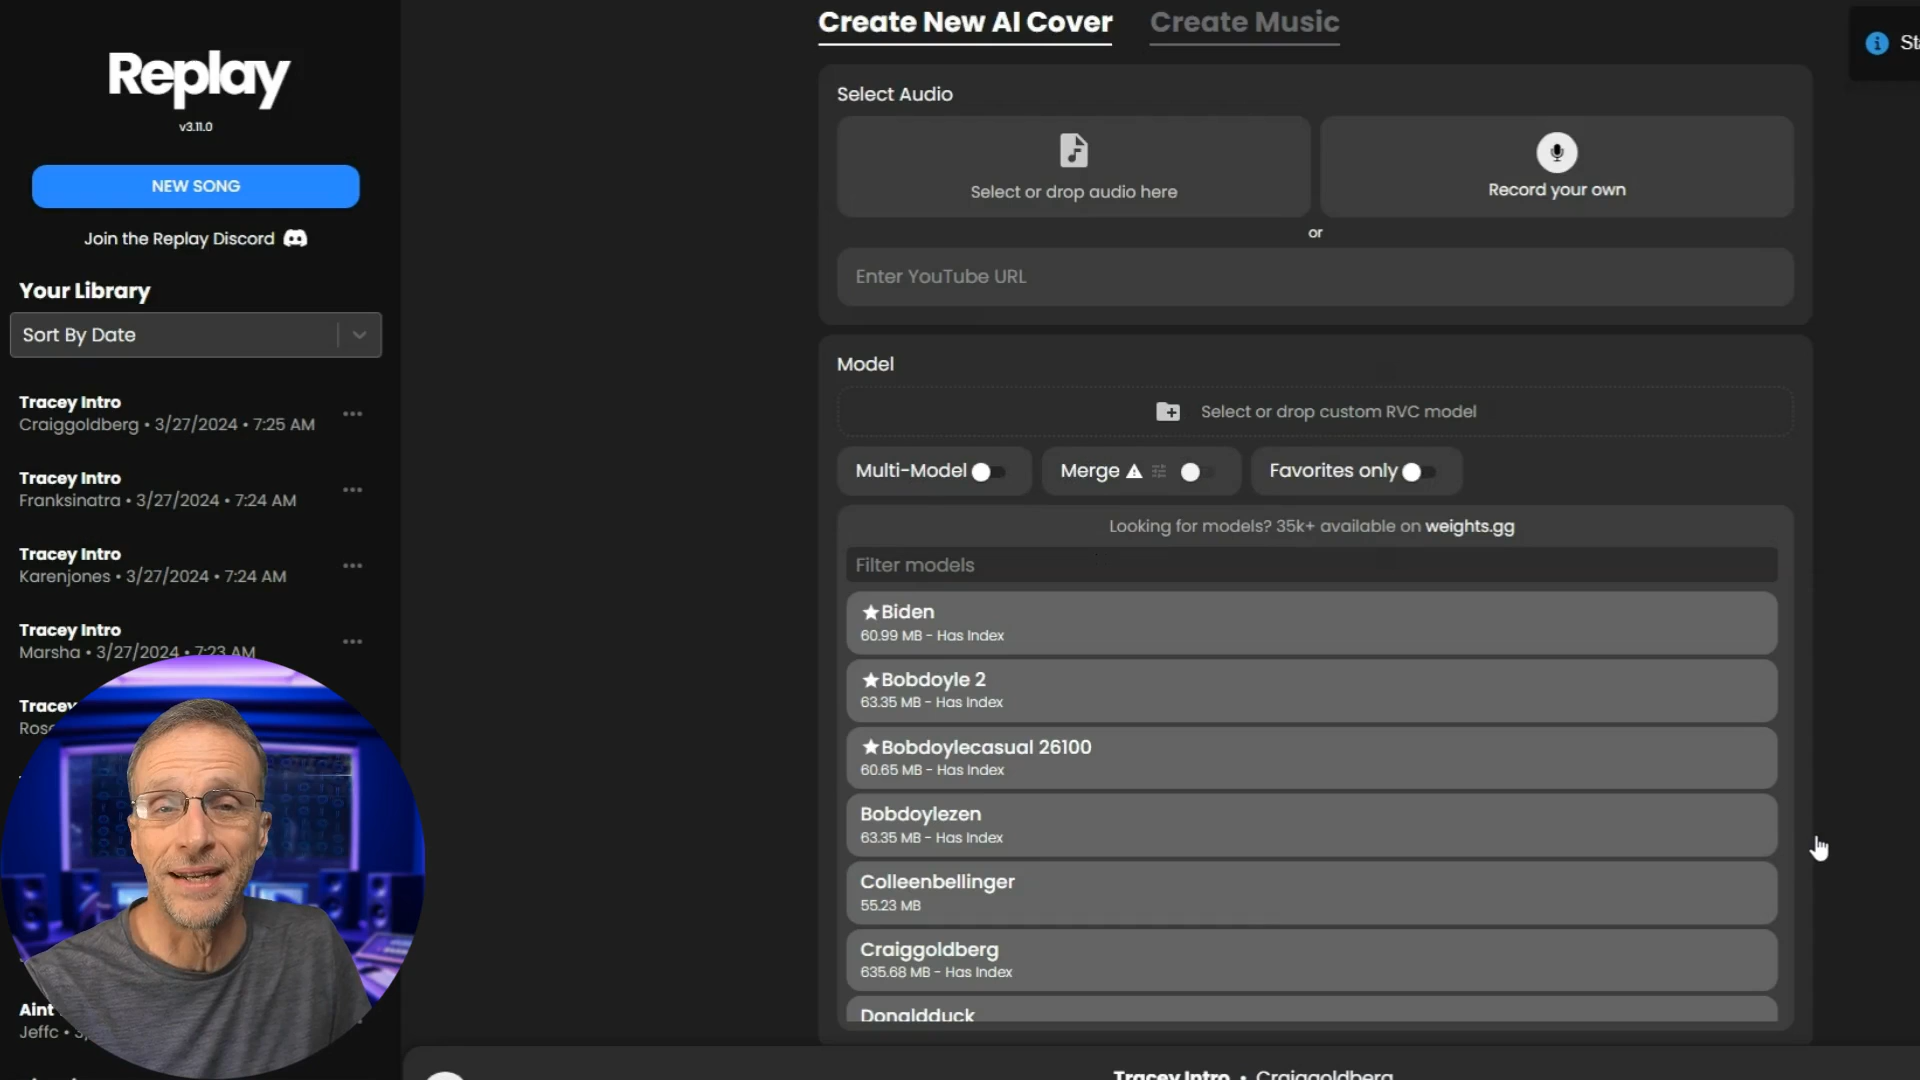 Create New AI Cover
Create Music
Replay
v3.11.0
NEW SONG
Join the Replay Discord
Your Library
Sort By Date
Tracey Intro
Craiggoldberg • 3/27/2024 • 7:25 AM
Tracey Intro
Franksinatra • 3/27/2024 • 7:24 AM
Tracey Intro
Karenjones • 3/27/2024 • 7:24 AM
Tracey Intro
Marsha • 3/27/2024 • 7:23 AM
Tracey
Aint
Jeffc •
Select Audio
Select or drop audio here
Record your own
or
Enter YouTube URL
Model
Select or drop custom RVC model
Multi-Model
Merge
Favorites only
Looking for models? 35k+ available on weights.gg
Filter models
★Biden
60.99 MB - Has Index
★Bobdoyle 2
63.35 MB - Has Index
★Bobdoylecasual 26100
60.65 MB - Has Index
Bobdoylezen
63.35 MB - Has Index
Colleenbellinger
55.23 MB
Craiggoldberg
635.68 MB - Has Index
Donaldduck
Tracey Intro • Craiggoldberg